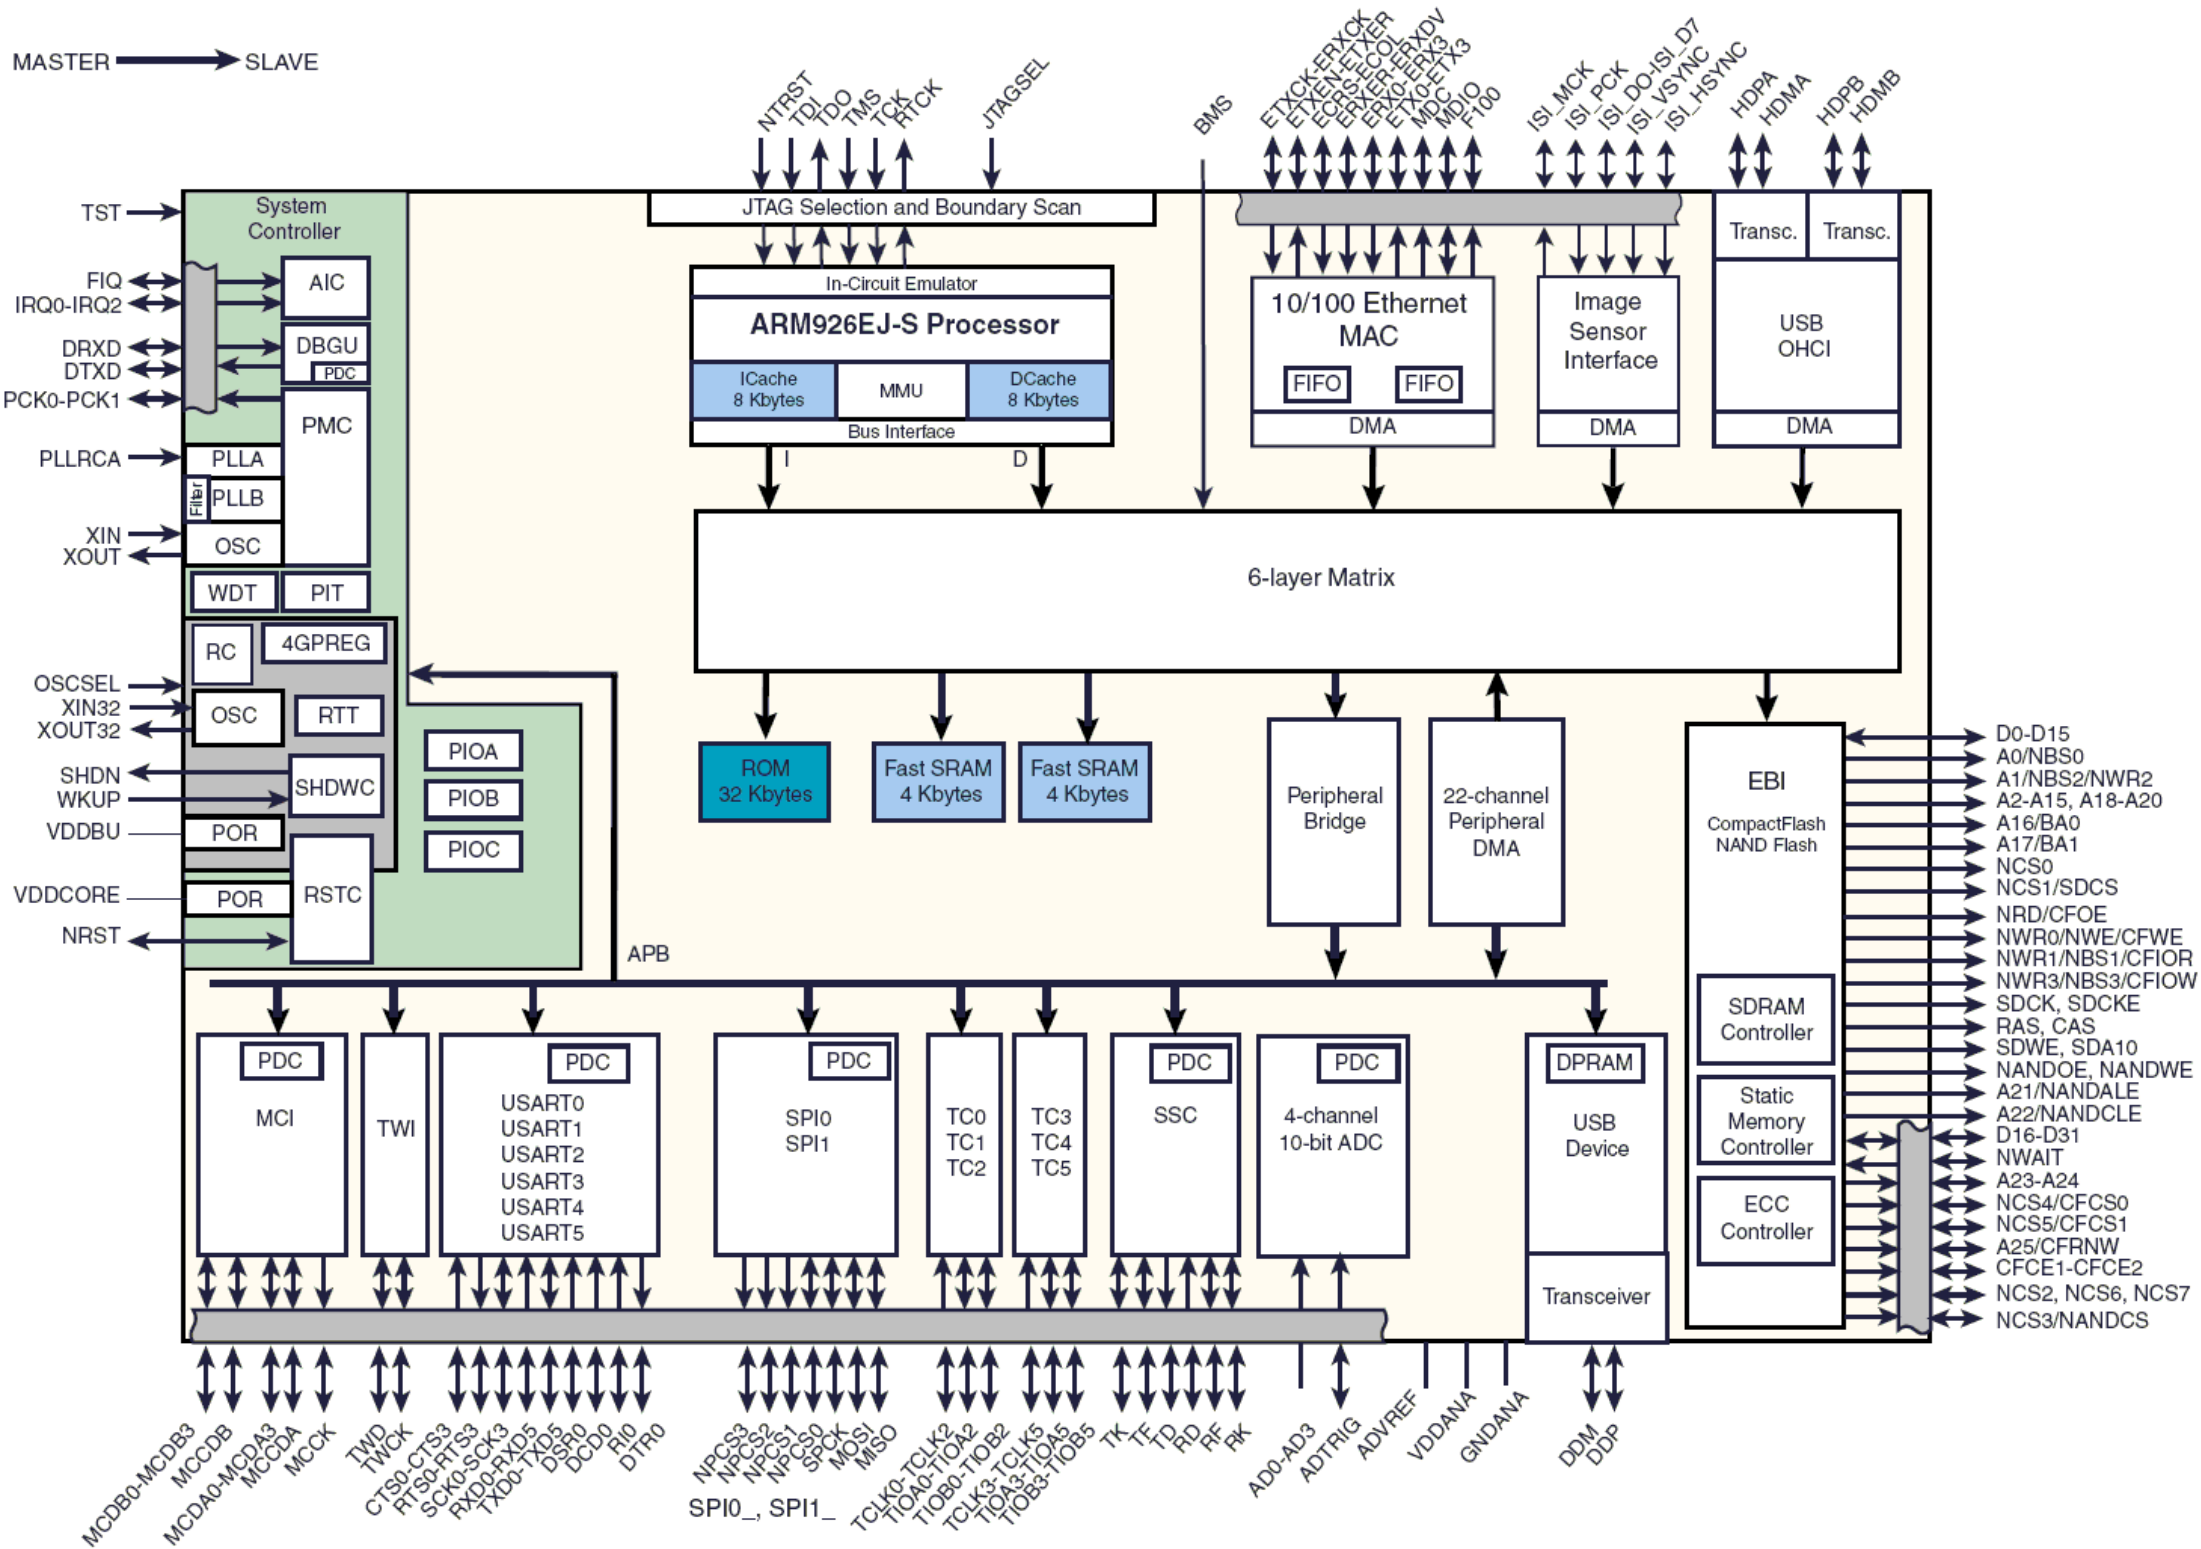 MASTER
SLAVE
NTRST
TDI
TDO
TMS
TCK
RTCK
JTAGSEL
BMS
ETXCK-ERXCK
ETXEN-ETXER
ECRS-ECOL
ERXER-ERXDV
ERX0-ERX3
ETX0-ETX3
MDC
MDIO
F100
ISI_MCK
ISI_PCK
ISI_DO-ISI_D7
ISI_VSYNC
ISI_HSYNC
HDPA
HDMA
HDPB
HDMB
TST
FIQ
IRQ0-IRQ2
DRXD
DTXD
PCK0-PCK1
PLLRCA
XIN
XOUT
OSCSEL
XIN32
XOUT32
SHDN
WKUP
VDDBU
VDDCORE
NRST
System
Controller
AIC
DBGU
PDC
PMC
PLLA
Filter
PLLB
OSC
WDT
PIT
RC
4GPREG
OSC
RTT
SHDWC
POR
POR
RSTC
PIOA
PIOB
PIOC
JTAG Selection and Boundary Scan
In-Circuit Emulator
ARM926EJ-S Processor
ICache
8 Kbytes
MMU
DCache
8 Kbytes
Bus Interface
I
D
10/100 Ethernet
MAC
FIFO
FIFO
DMA
Image
Sensor
Interface
DMA
Transc.
Transc.
USB
OHCI
DMA
6-layer Matrix
ROM
32 Kbytes
Fast SRAM
4 Kbytes
Fast SRAM
4 Kbytes
Peripheral
Bridge
22-channel
Peripheral
DMA
EBI
CompactFlash
NAND Flash
SDRAM
Controller
Static
Memory
Controller
ECC
Controller
D0-D15
A0/NBS0
A1/NBS2/NWR2
A2-A15, A18-A20
A16/BA0
A17/BA1
NCS0
NCS1/SDCS
NRD/CFOE
NWR0/NWE/CFWE
NWR1/NBS1/CFIOR
NWR3/NBS3/CFIOW
SDCK, SDCKE
RAS, CAS
SDWE, SDA10
NANDOE, NANDWE
A21/NANDALE
A22/NANDCLE
D16-D31
NWAIT
A23-A24
NCS4/CFCS0
NCS5/CFCS1
A25/CFRNW
CFCE1-CFCE2
NCS2, NCS6, NCS7
NCS3/NANDCS
APB
PDC
MCI
TWI
PDC
USART0
USART1
USART2
USART3
USART4
USART5
PDC
SPI0
SPI1
TC0
TC1
TC2
TC3
TC4
TC5
PDC
SSC
PDC
4-channel
10-bit ADC
DPRAM
USB
Device
Transceiver
MCDB0-MCDB3
MCCDB
MCDA0-MCDA3
MCCDA
MCCK
TWD
TWCK
CTS0-CTS3
RTS0-RTS3
SCK0-SCK3
RXD0-RXD5
TXD0-TXD5
DSR0
DCD0
RI0
DTR0
NPCS3
NPCS2
NPCS1
NPCS0
SPCK
MOSI
MISO
SPI0_, SPI1_
TCLK0-TCLK2
TIOA0-TIOA2
TIOB0-TIOB2
TCLK3-TCLK5
TIOA3-TIOA5
TIOB3-TIOB5
TK
TF
TD
RD
RF
RK
AD0-AD3
ADTRIG
ADVREF
VDDANA
GNDANA
DDM
DDP